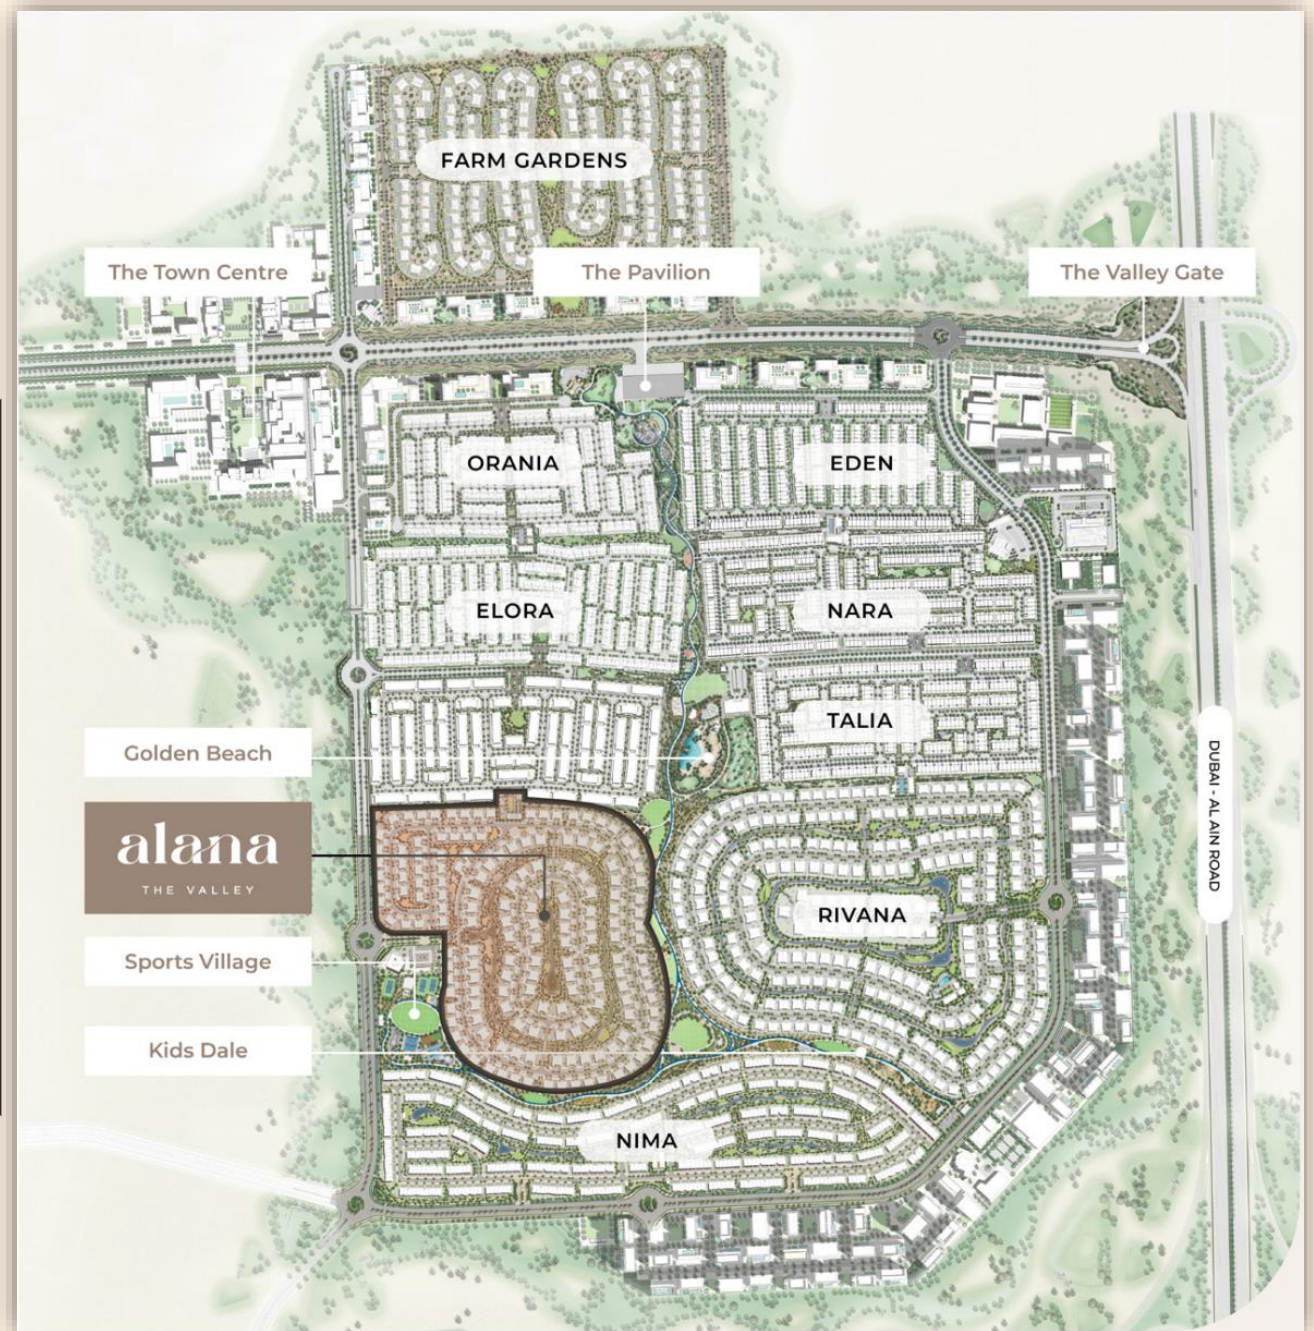 FARM GARDENS
The Town Centre
The Pavilion
The Valley Gate
ORANIA
EDEN
ELORA
NARA
TALIA
Golden Beach
DUBAI - AL AIN ROAD
alana
THE VALLEY
RIVANA
Sports Village
Kids Dale
NIMA